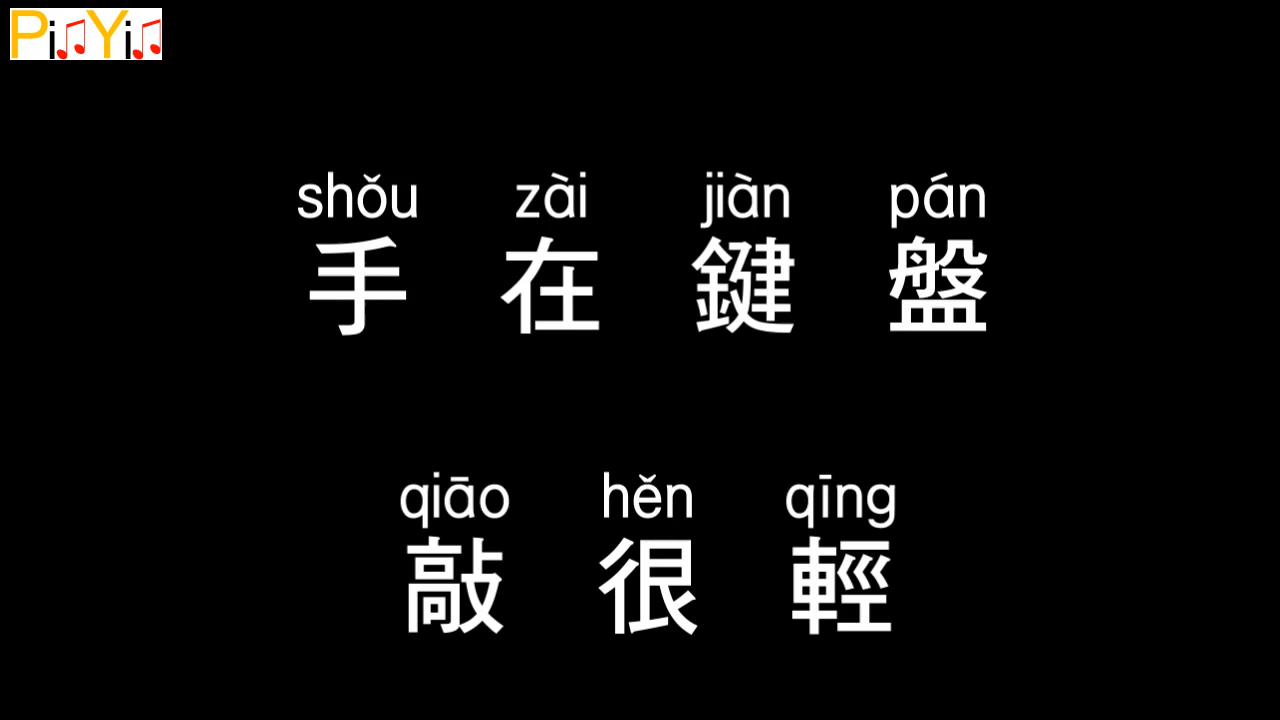 PinYin
shǒu zài jiàn pán
手在鍵盤
qiāo hěn qīng
敲很輕